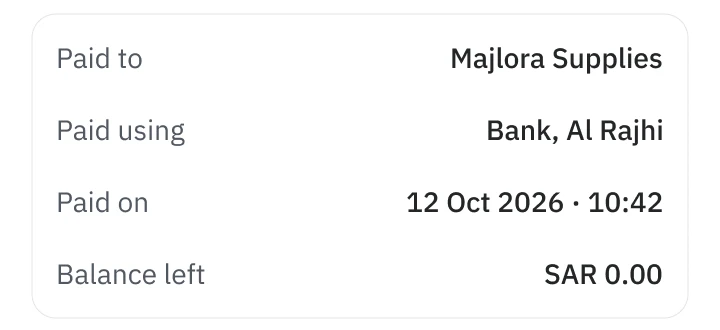 Paid to Majlora Supplies
Paid using Bank, Al Rajhi
Paid on 12 Oct 2026 · 10:42
Balance left SAR 0.00